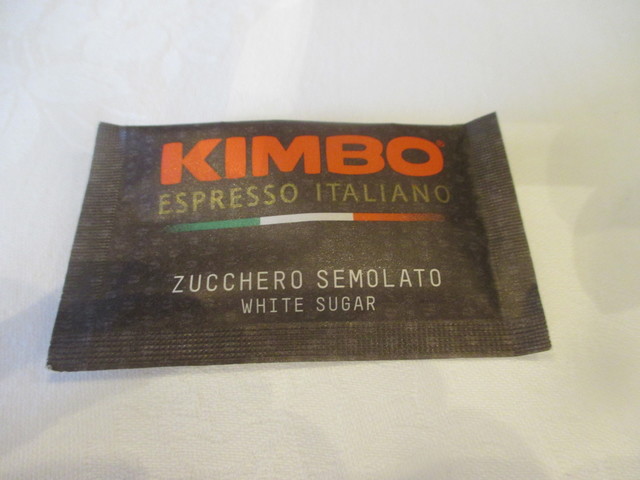 KIMBO®
ESPRESSO ITALIANO
ZUCCHERO SEMOLATO
WHITE SUGAR